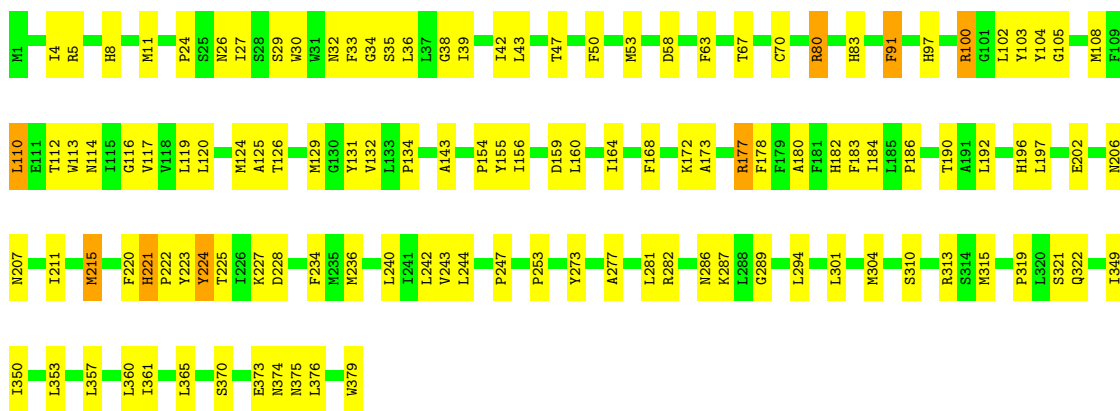 M1 I4 R5 H8 M11 P24 S25 N26 I27 S28 S29 W30 W31 N32 F33 G34 S35 L36 L37 G38 I39 I42 L43 T47 F50 M53 D58 F63 T67 C70 R80 H83 F91 H97 R100 G101 L102 Y103 Y104 G105 M108 F109
L110 E111 T112 W113 N114 I115 G116 V117 V118 L119 L120 M124 A125 T126 M129 G130 Y131 V132 L133 P134 A143 P154 Y155 I156 D159 L160 I164 F168 K172 A173 R177 F178 F179 A180 F181 H182 F183 I184 L185 P186 T190 A191 L192 H196 L197 E202 N206
N207 I211 M215 F220 H221 P222 Y223 Y224 T225 I226 K227 D228 F234 M235 M236 L240 I241 L242 V243 L244 P247 P253 Y273 A277 L281 R282 N286 K287 L288 G289 L294 L301 M304 S310 R313 S314 M315 P319 L320 S321 Q322 I349
I350 L353 L357 L360 I361 L365 S370 E373 N374 N375 L376 W379